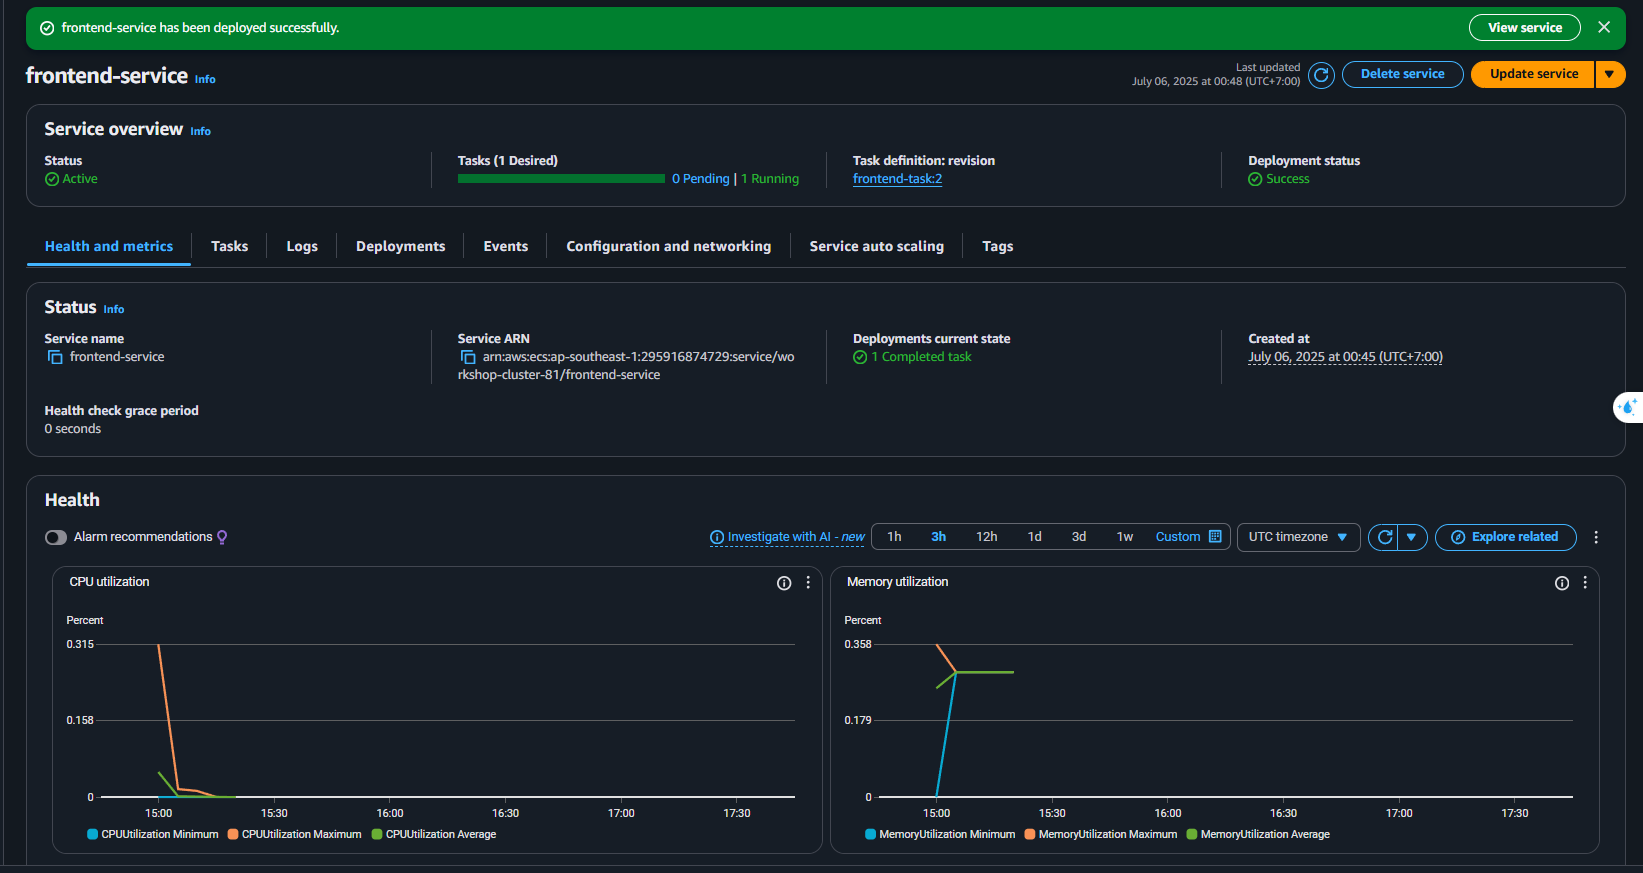 frontend-service has been deployed successfully.
View service
frontend-service Info
Last updated
July 06, 2025 at 00:48 (UTC+7:00)
Delete service
Update service
Service overview Info
Status
Active
Tasks (1 Desired)
0 Pending | 1 Running
Task definition: revision
frontend-task:2
Deployment status
Success
Health and metrics
Tasks
Logs
Deployments
Events
Configuration and networking
Service auto scaling
Tags
Status Info
Service name
frontend-service
Service ARN
arn:aws:ecs:ap-southeast-1:295916874729:service/wo
rkshop-cluster-81/frontend-service
Deployments current state
1 Completed task
Created at
July 06, 2025 at 00:45 (UTC+7:00)
Health check grace period
0 seconds
Health
Alarm recommendations
Investigate with AI - new
1h
3h
12h
1d
3d
1w
Custom
UTC timezone
Explore related
CPU utilization
Percent
0.315
0.158
0
15:00
15:30
16:00
16:30
17:00
17:30
CPUUtilization Minimum
CPUUtilization Maximum
CPUUtilization Average
Memory utilization
Percent
0.358
0.179
0
15:00
15:30
16:00
16:30
17:00
17:30
MemoryUtilization Minimum
MemoryUtilization Maximum
MemoryUtilization Average